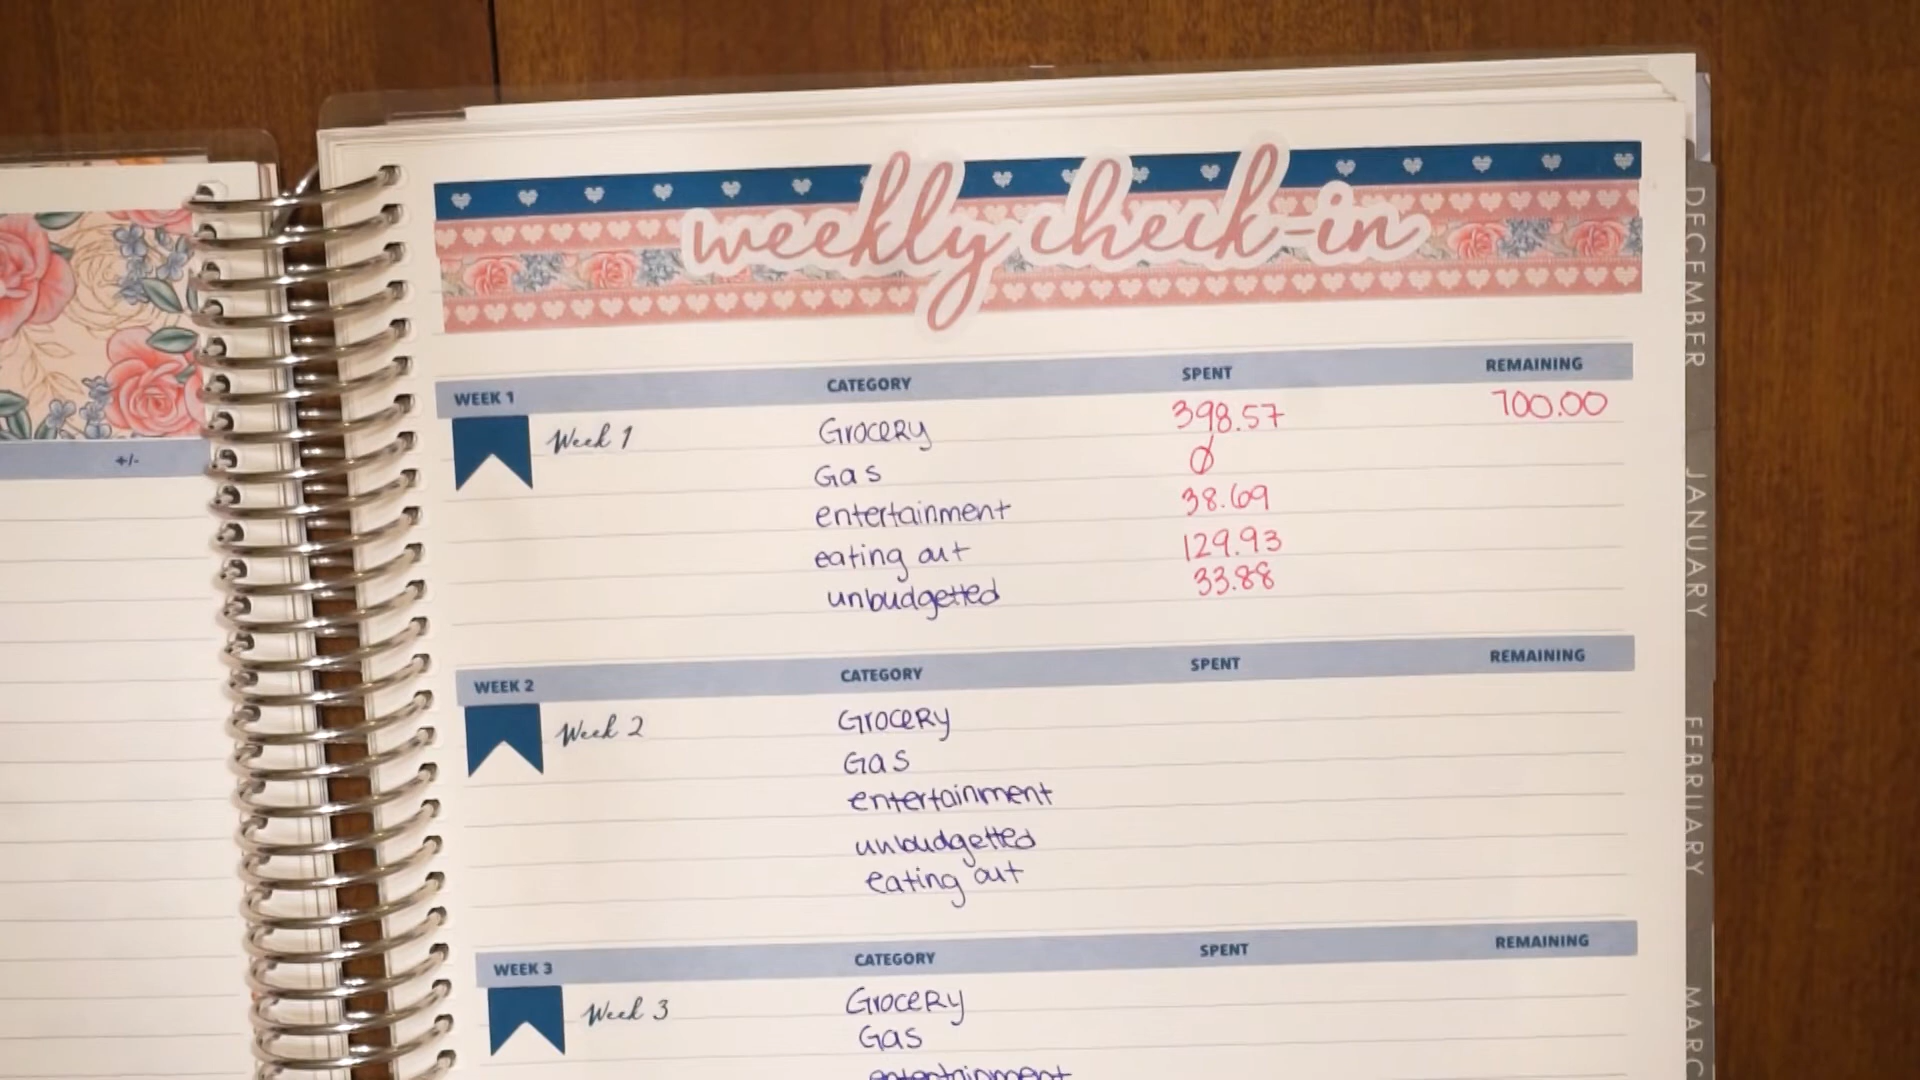 weekly check-in
+/-
WEEK 1 CATEGORY SPENT REMAINING
Week 1 Grocery 398.57 700.00
Gas Ø
entertainment 38.69
eating out 129.93
unbudgetted 33.88
WEEK 2 CATEGORY SPENT REMAINING
Week 2 Grocery
Gas
entertainment
unbudgetted
eating out
WEEK 3 CATEGORY SPENT REMAINING
Week 3 Grocery
Gas
entertainment
DECEMBER
JANUARY
FEBRUARY
MARC